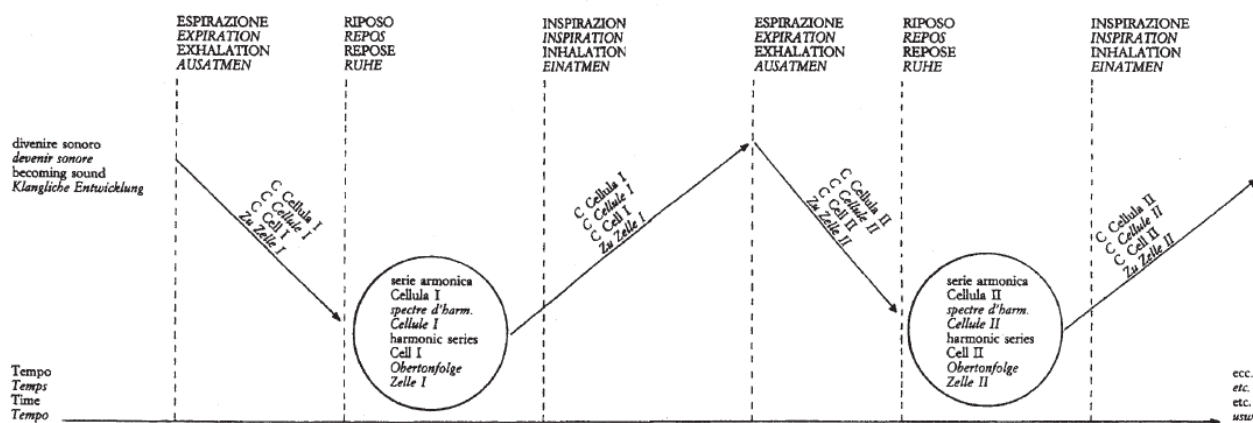 ESPIRAZIONE
EXPIRATION
EXHALATION
AUSATMEN
RIPOSO
REPOS
REPOSE
RUHE
INSPIRAZION
INSPIRATION
INHALATION
EINATMEN
ESPIRAZIONE
EXPIRATION
EXHALATION
AUSATMEN
RIPOSO
REPOS
REPOSE
RUHE
INSPIRAZIONE
INSPIRATION
INHALATION
EINATMEN
divenire sonoro
devenir sonore
becoming sound
Klangliche Entwicklung
C Cellula I
C Cellule I
C Cell I
Zu Zelle I
serie armonica
Cellula I
spectre d'harm.
Cellule I
harmonic series
Cell I
Obertonfolge
Zelle I
C Cellula I
C Cellule I
C Cell I
Zu Zelle I
C Cellula II
C Cellule II
C Cell II
Zu Zelle II
serie armonica
Cellula II
spectre d'harm.
Cellule II
harmonic series
Cell II
Obertonfolge
Zelle II
C Cellula II
C Cellule II
C Cell II
Zu Zelle II
Tempo
Temps
Time
Tempo
ecc.
etc.
etc.
usw